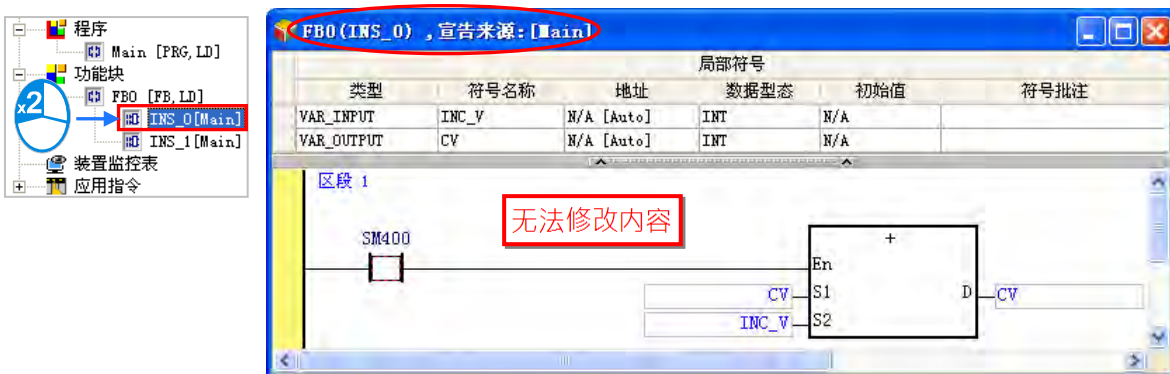 程序
Main [PRG,LD]
功能块
FB0 [FB,LD]
x2
INS_0[Main]
INS_1[Main]
装置监控表
应用指令
FB0(INS_0) ,宣告来源:[Main]
局部符号
类型 符号名称 地址 数据型态 初始值 符号批注
VAR_INPUT INC_V N/A [Auto] INT N/A
VAR_OUTPUT CV N/A [Auto] INT N/A
区段 1
无法修改内容
SM400
+
En
CV S1 D CV
INC_V S2